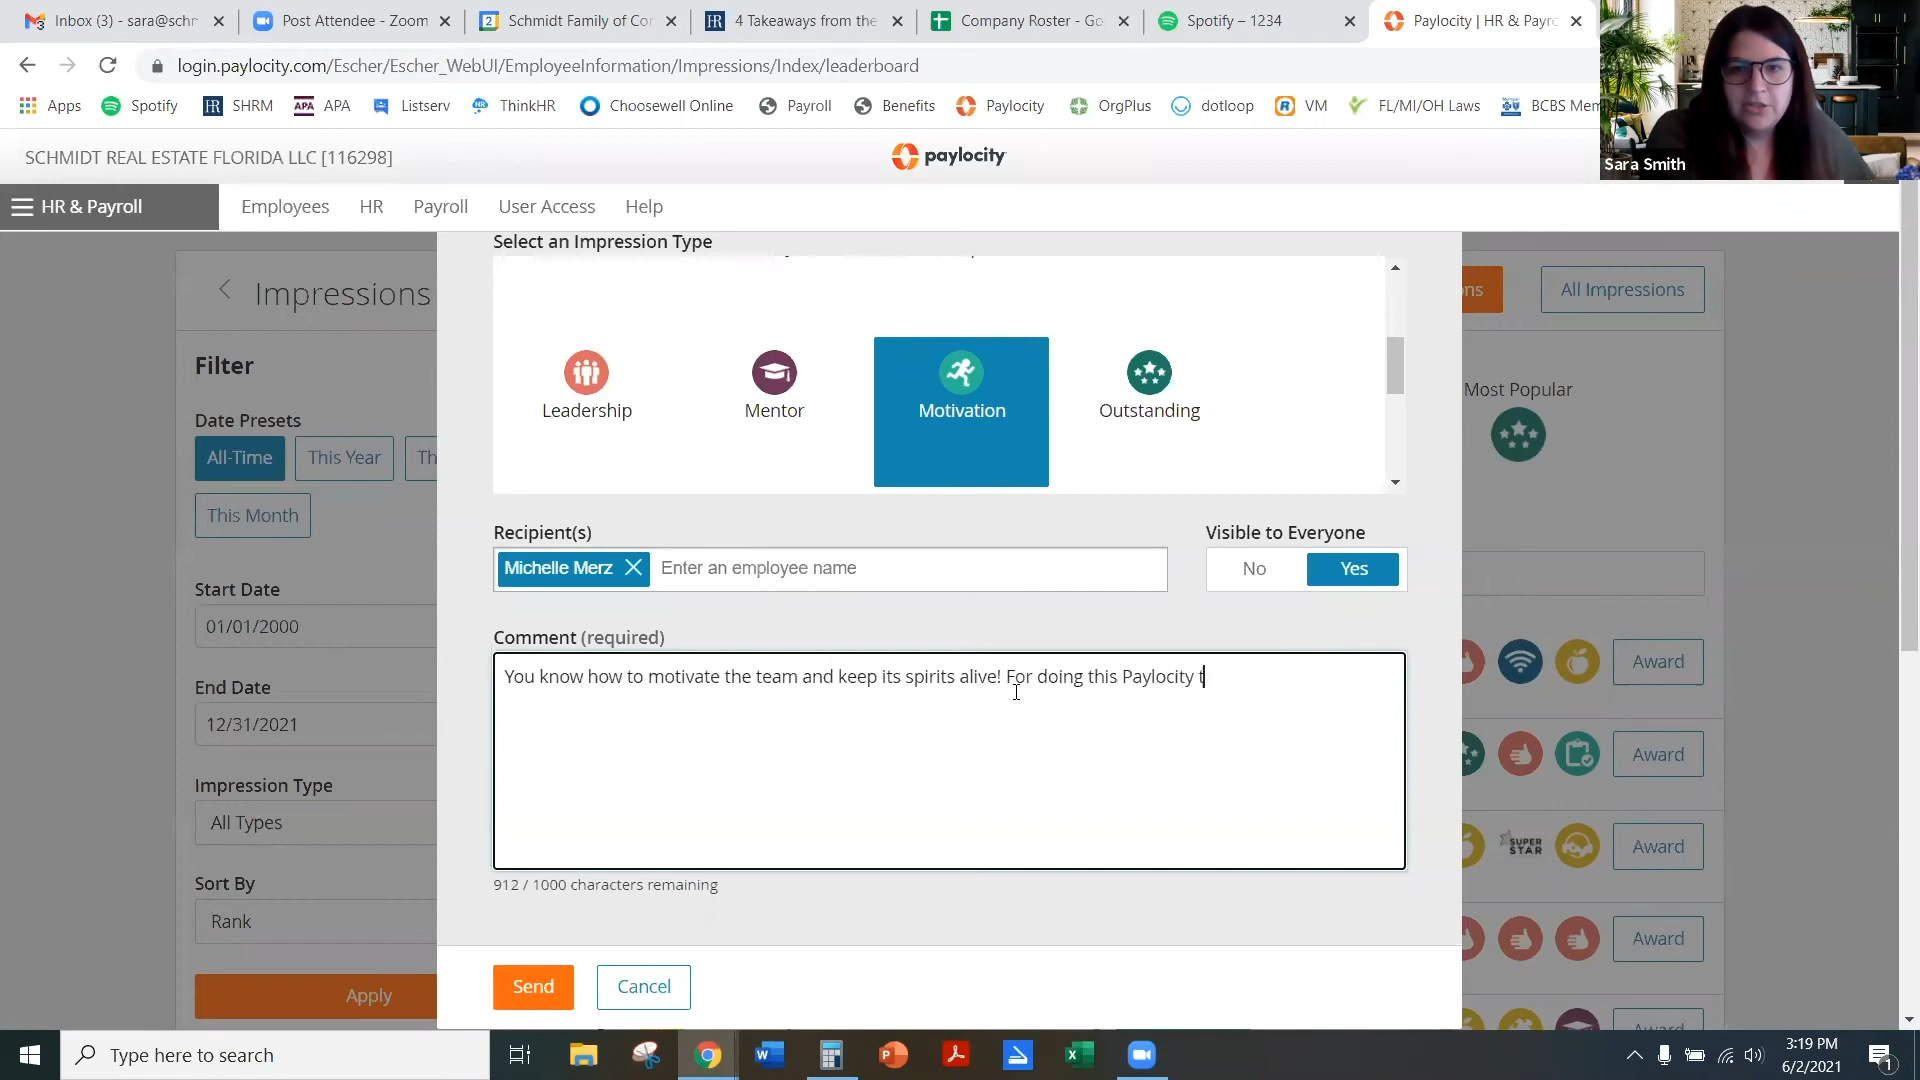 Inbox (3) - sara@schm
Post Attendee - Zoom
Schmidt Family of Cor
4 Takeaways from the
Company Roster - Go
Spotify – 1234
Paylocity | HR & Payro
login.paylocity.com/Escher/Escher_WebUI/EmployeeInformation/Impressions/Index/leaderboard
Apps
Spotify
SHRM
APA
Listserv
ThinkHR
Choosewell Online
Payroll
Benefits
Paylocity
OrgPlus
dotloop
VM
FL/MI/OH Laws
BCBS Mem
Sara Smith
SCHMIDT REAL ESTATE FLORIDA LLC [116298]
paylocity
HR & Payroll
Employees
HR
Payroll
User Access
Help
Impressions
ns
All Impressions
Select an Impression Type
Leadership
Mentor
Motivation
Outstanding
Filter
Date Presets
All-Time
This Year
Th
This Month
Most Popular
Recipient(s)
Visible to Everyone
Michelle Merz
Enter an employee name
No
Yes
Start Date
01/01/2000
Comment (required)
You know how to motivate the team and keep its spirits alive! For doing this Paylocity t
Award
End Date
12/31/2021
Award
Impression Type
All Types
SUPER
STAR
Award
912 / 1000 characters remaining
Sort By
Rank
Award
Apply
Send
Cancel
Award
Type here to search
3:19 PM
6/2/2021
1